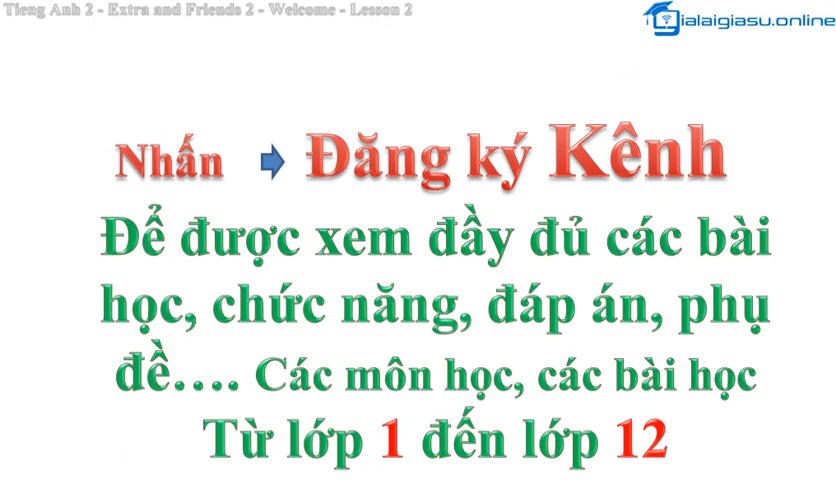 Tieng Anh 2 - Extra and Friends 2 - Welcome - Lesson 2
Gialaigiasu.online
Nhấn Đăng ký Kênh
Để được xem đầy đủ các bài
học, chức năng, đáp án, phụ
đề.... Các môn học, các bài học
Từ lớp 1 đến lớp 12